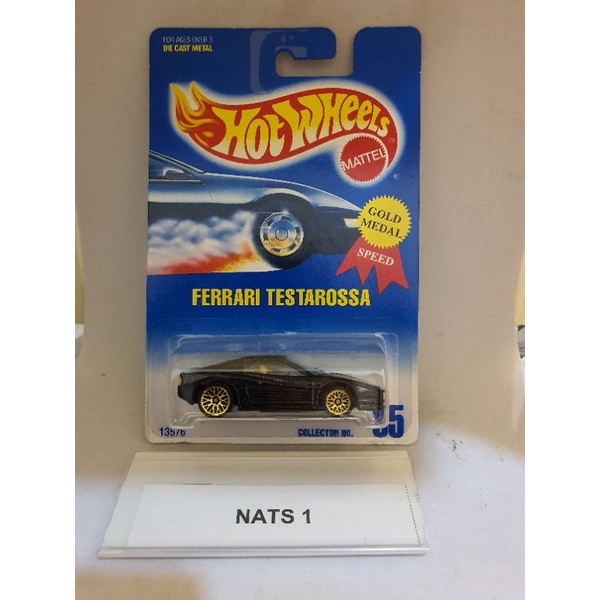 FOR AGES OVER 3
DIE CAST METAL
HOT WHEELS
MATTEL
GOLD
MEDAL
SPEED
FERRARI TESTAROSSA
13576
COLLECTOR NO.
35
NATS 1